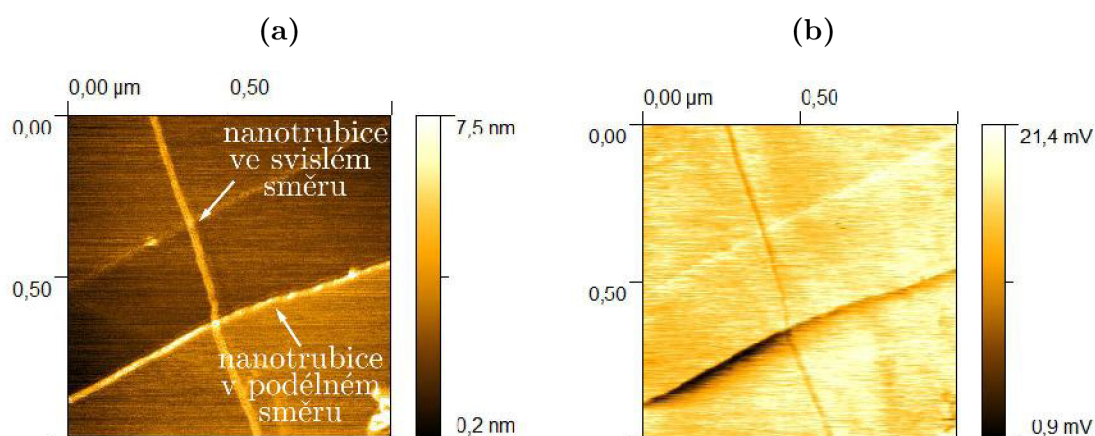 (a)
(b)
0,00 µm 0,50
0,00 µm 0,50
0,00
nanotrubice
ve svislém
směru
0,50
nanotrubice
v podélném
směru
7,5 nm
0,2 nm
0,00
0,50
21,4 mV
0,9 mV